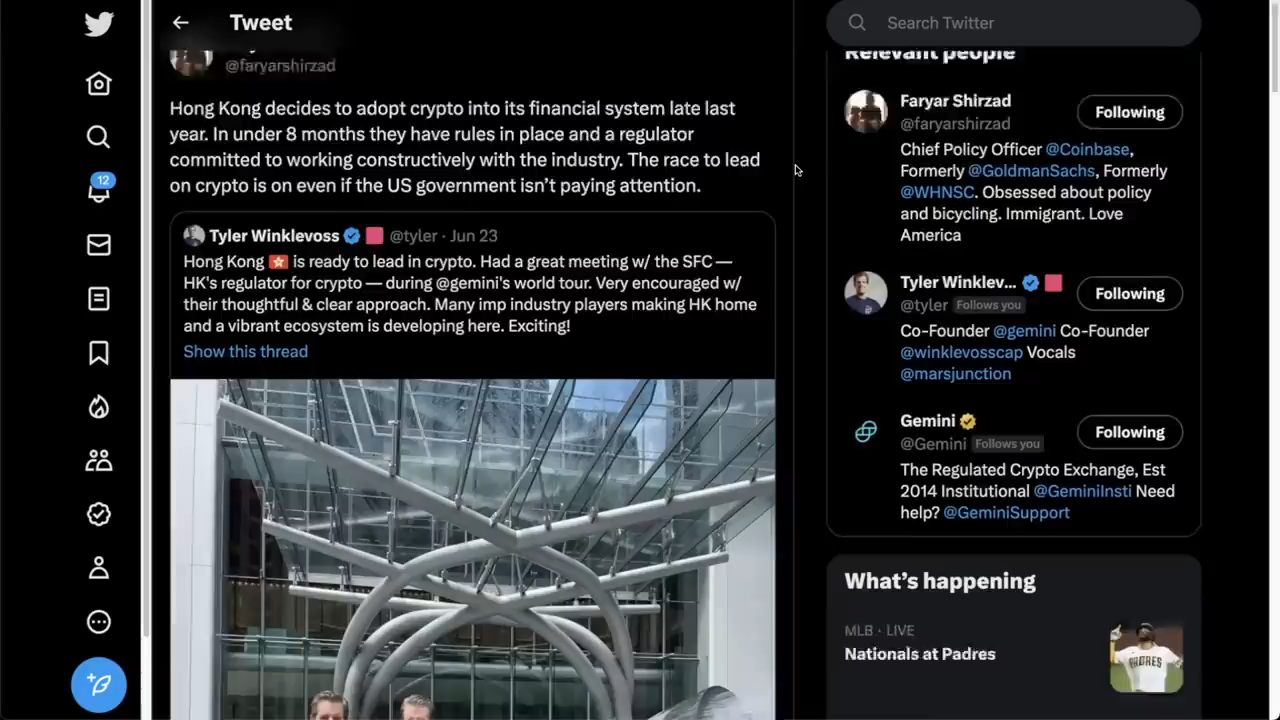 Tweet
@faryarshirzad
Hong Kong decides to adopt crypto into its financial system late last
year. In under 8 months they have rules in place and a regulator
committed to working constructively with the industry. The race to lead
on crypto is on even if the US government isn't paying attention.
Tyler Winklevoss @tyler · Jun 23
Hong Kong 🇭🇰 is ready to lead in crypto. Had a great meeting w/ the SFC —
HK's regulator for crypto — during @gemini's world tour. Very encouraged w/
their thoughtful & clear approach. Many imp industry players making HK home
and a vibrant ecosystem is developing here. Exciting!
Show this thread
12
Search Twitter
Relevant people
Faryar Shirzad
@faryarshirzad
Following
Chief Policy Officer @Coinbase,
Formerly @GoldmanSachs, Formerly
@WHNSC. Obsessed about policy
and bicycling. Immigrant. Love
America
Tyler Winklev...
@tyler Follows you
Following
Co-Founder @gemini Co-Founder
@winklevosscap Vocals
@marsjunction
Gemini
@Gemini Follows you
Following
The Regulated Crypto Exchange, Est
2014 Institutional @GeminiInsti Need
help? @GeminiSupport
What's happening
MLB · LIVE
Nationals at Padres
PADRES